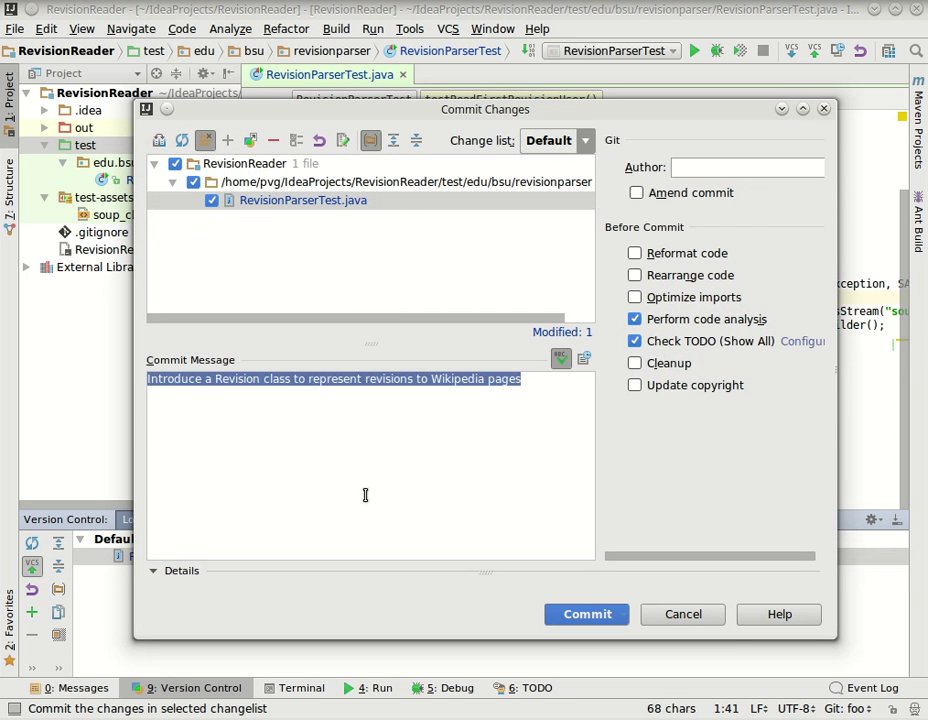 RevisionReader - [~/IdeaProjects/RevisionReader] - [RevisionReader] - ~/IdeaProjects/RevisionReader/test/edu/bsu/revisionparser/RevisionParserTest.java - I...
File Edit View Navigate Code Analyze Refactor Build Run Tools VCS Window Help
RevisionReader test edu bsu revisionparser RevisionParserTest RevisionParserTest
1: Project
7: Structure
2: Favorites
Project
RevisionParserTest.java
RevisionReader ~/IdeaProjects/
.idea
out
test
edu.bs
R
test-assets
soup_c
.gitignore
RevisionRe
External Libra
RevisionParserTest
Maven Projects
Ant Build
Commit Changes
Change list: Default
RevisionReader 1 file
/home/pvg/IdeaProjects/RevisionReader/test/edu/bsu/revisionparser
RevisionParserTest.java
Modified: 1
Commit Message
Introduce a Revision class to represent revisions to Wikipedia pages
Details
Git
Author:
Amend commit
Before Commit
Reformat code
Rearrange code
Optimize imports
Perform code analysis
Check TODO (Show All) Configu
Cleanup
Update copyright
Commit Cancel Help
xception, SA
sStream("sou
ilder();
Version Control: Lo
Defau
0: Messages 9: Version Control Terminal 4: Run 5: Debug 6: TODO Event Log
Commit the changes in selected changelist 68 chars 1:41 LF UTF-8 Git: foo